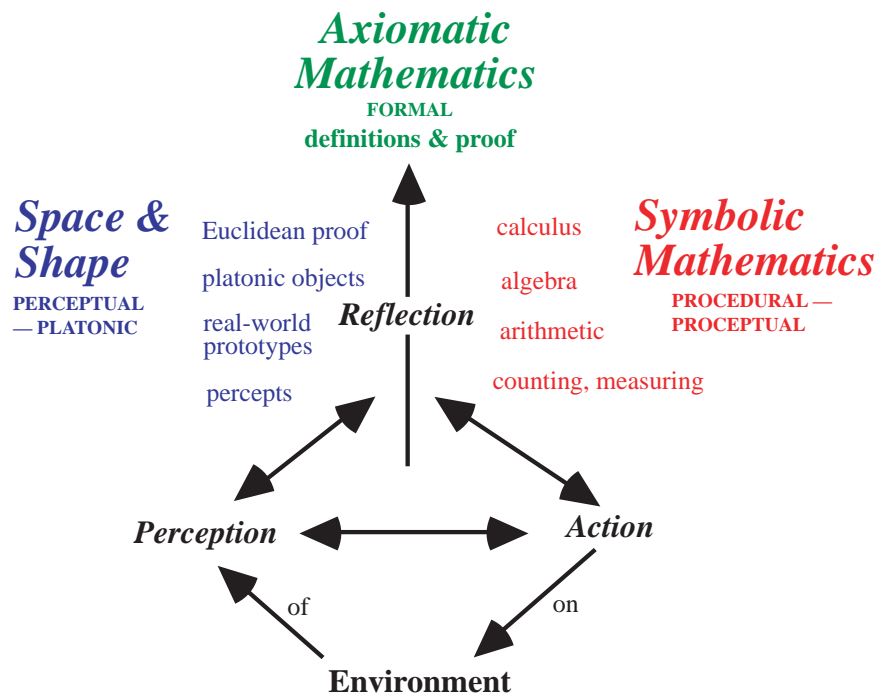 Axiomatic
Mathematics
FORMAL
definitions & proof
Space &
Shape
PERCEPTUAL
— PLATONIC
Euclidean proof
platonic objects
real-world
prototypes
percepts
Reflection
calculus
algebra
arithmetic
counting, measuring
Symbolic
Mathematics
PROCEDURAL —
PROCEPTUAL
Perception
Action
of
on
Environment